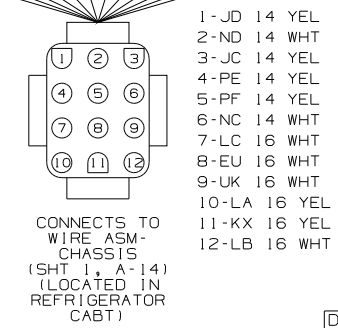 1 2 3
4 5 6
7 8 9
10 11 12
CONNECTS TO
WIRE ASM-
CHASSIS
(SHT 1, A-14)
(LOCATED IN
REFRIGERATOR
CABT)
1-JD 14 YEL
2-ND 14 WHT
3-JC 14 YEL
4-PE 14 YEL
5-PF 14 YEL
6-NC 14 WHT
7-LC 16 WHT
8-EU 16 WHT
9-UK 16 WHT
10-LA 16 YEL
11-KX 16 YEL
12-LB 16 WHT